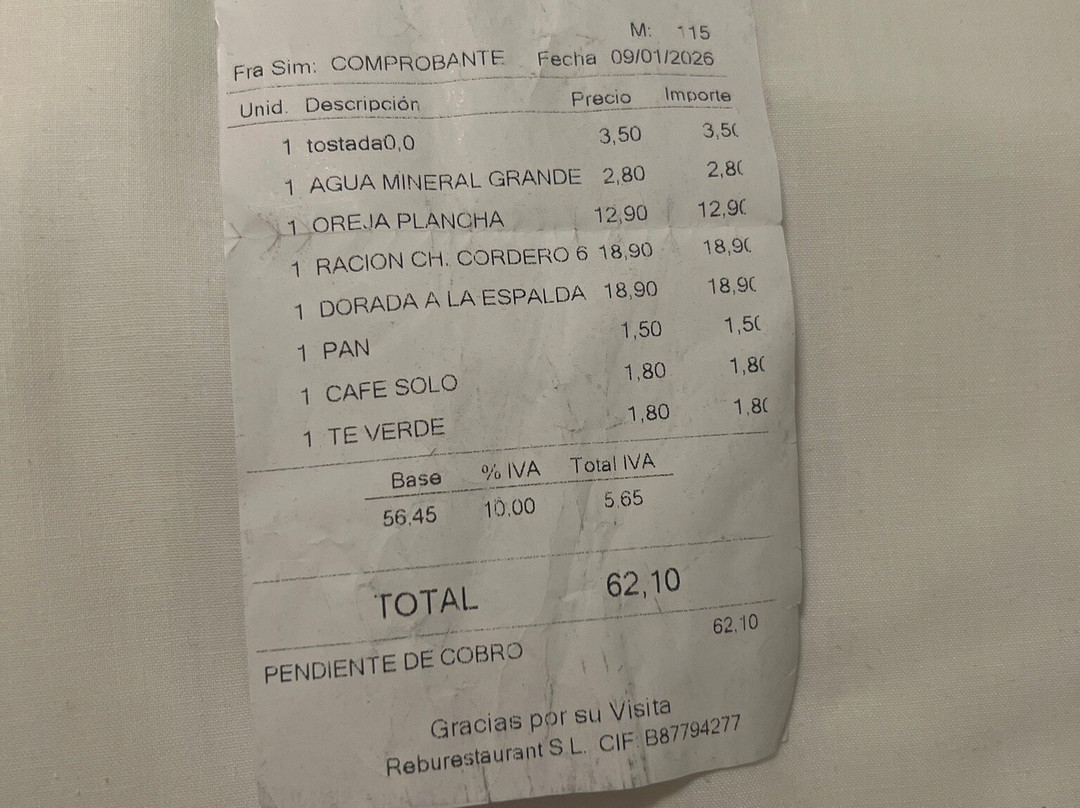 M: 115
Fra Sim: COMPROBANTE Fecha 09/01/2026
Unid. Descripción Precio Importe
1 tostada0,0 3,50 3,50
1 AGUA MINERAL GRANDE 2,80 2,80
1 OREJA PLANCHA 12,90 12,90
1 RACION CH. CORDERO 6 18,90 18,90
1 DORADA A LA ESPALDA 18,90 18,90
1 PAN 1,50 1,50
1 CAFE SOLO 1,80 1,80
1 TE VERDE 1,80 1,80
Base % IVA Total IVA
56,45 10,00 5,65
TOTAL 62,10
PENDIENTE DE COBRO 62,10
Gracias por su Visita
Reburestaurant S.L. CIF: B87794277